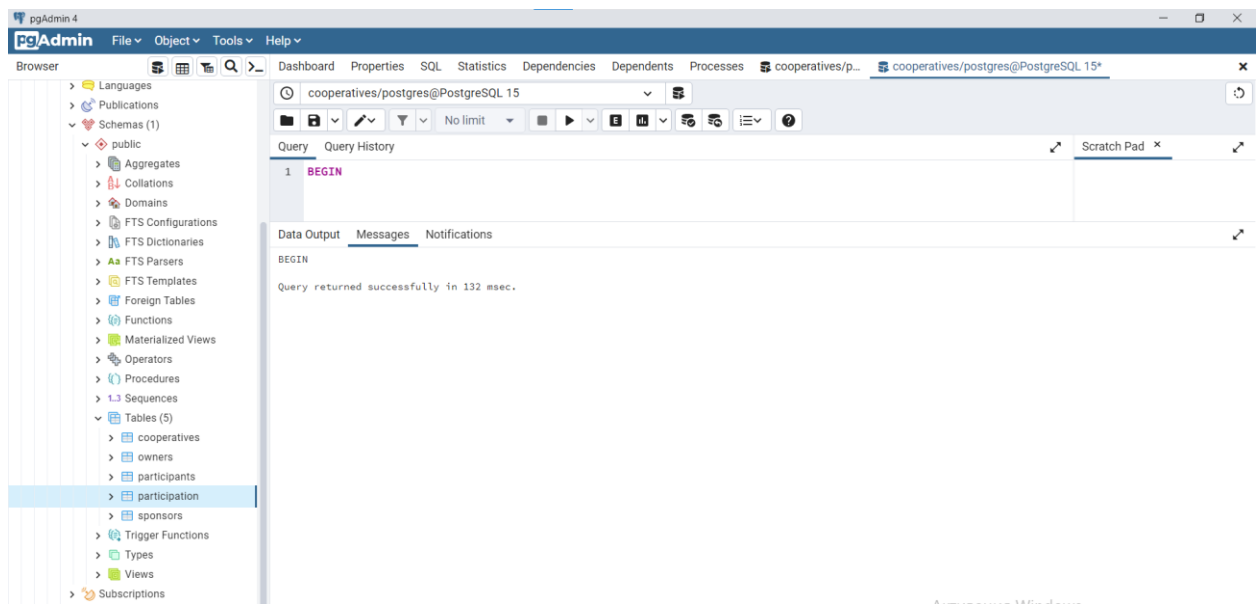 pgAdmin 4
pgAdmin File Object Tools Help
Browser Dashboard Properties SQL Statistics Dependencies Dependents Processes cooperatives/p... cooperatives/postgres@PostgreSQL 15*
Languages
Publications
Schemas (1)
public
Aggregates
Collations
Domains
FTS Configurations
FTS Dictionaries
FTS Parsers
FTS Templates
Foreign Tables
Functions
Materialized Views
Operators
Procedures
Sequences
Tables (5)
cooperatives
owners
participants
participation
sponsors
Trigger Functions
Types
Views
Subscriptions
cooperatives/postgres@PostgreSQL 15
No limit
Query Query History
Scratch Pad
1 BEGIN
Data Output Messages Notifications
BEGIN
Query returned successfully in 132 msec.